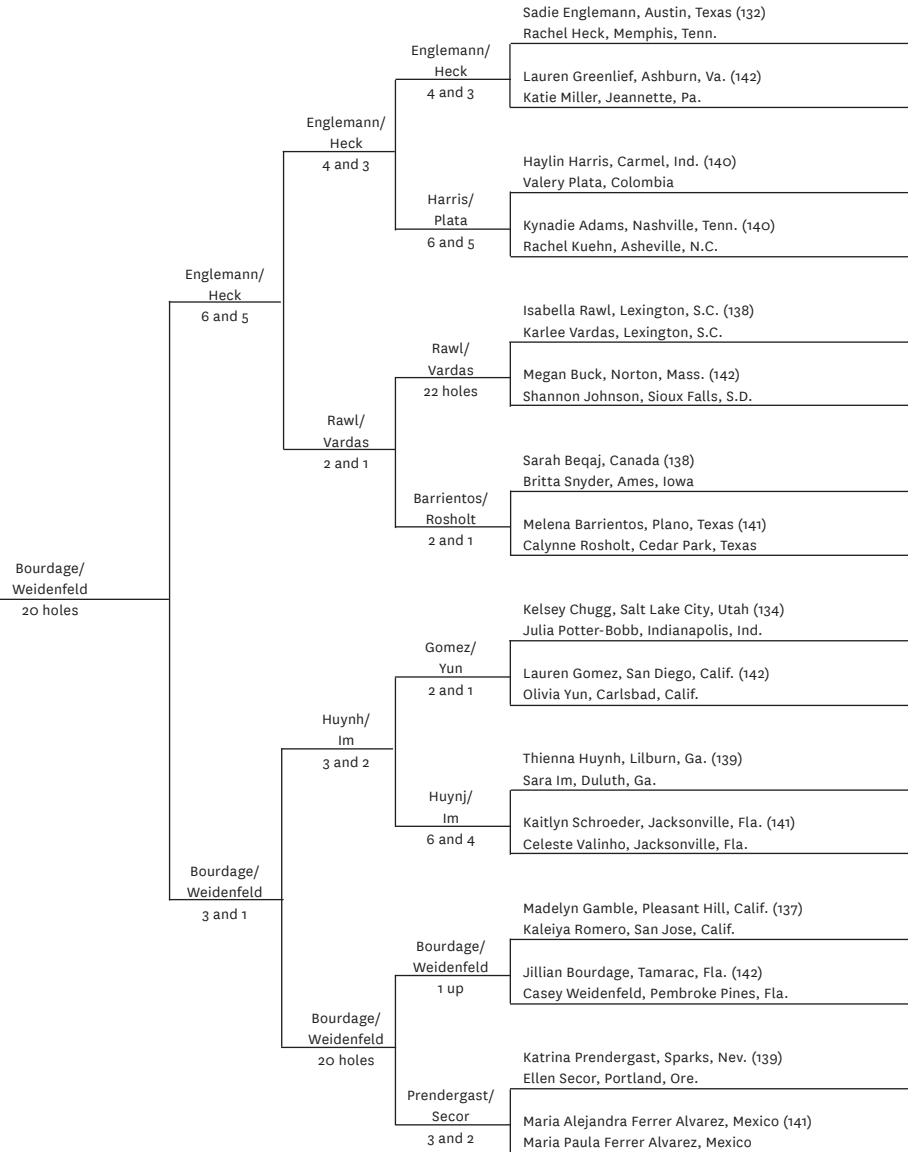 Sadie Englemann, Austin, Texas (132)
Rachel Heck, Memphis, Tenn.
Englemann/
Heck
4 and 3
Lauren Greenlief, Ashburn, Va. (142)
Katie Miller, Jeannette, Pa.
Englemann/
Heck
4 and 3
Haylin Harris, Carmel, Ind. (140)
Valery Plata, Colombia
Harris/
Plata
6 and 5
Kynadie Adams, Nashville, Tenn. (140)
Rachel Kuehn, Asheville, N.C.
Englemann/
Heck
6 and 5
Isabella Rawl, Lexington, S.C. (138)
Karlee Vardas, Lexington, S.C.
Rawl/
Vardas
22 holes
Megan Buck, Norton, Mass. (142)
Shannon Johnson, Sioux Falls, S.D.
Rawl/
Vardas
2 and 1
Sarah Beqaj, Canada (138)
Britta Snyder, Ames, Iowa
Barrientos/
Rosholt
2 and 1
Melena Barrientos, Plano, Texas (141)
Calynne Rosholt, Cedar Park, Texas
Bourdage/
Weidenfeld
20 holes
Kelsey Chugg, Salt Lake City, Utah (134)
Julia Potter-Bobb, Indianapolis, Ind.
Gomez/
Yun
2 and 1
Lauren Gomez, San Diego, Calif. (142)
Olivia Yun, Carlsbad, Calif.
Huynh/
Im
3 and 2
Thienna Huynh, Lilburn, Ga. (139)
Sara Im, Duluth, Ga.
Huynj/
Im
6 and 4
Kaitlyn Schroeder, Jacksonville, Fla. (141)
Celeste Valinho, Jacksonville, Fla.
Bourdage/
Weidenfeld
3 and 1
Madelyn Gamble, Pleasant Hill, Calif. (137)
Kaleiya Romero, San Jose, Calif.
Bourdage/
Weidenfeld
1 up
Jillian Bourdage, Tamarac, Fla. (142)
Casey Weidenfeld, Pembroke Pines, Fla.
Bourdage/
Weidenfeld
20 holes
Katrina Prendergast, Sparks, Nev. (139)
Ellen Secor, Portland, Ore.
Prendergast/
Secor
3 and 2
Maria Alejandra Ferrer Alvarez, Mexico (141)
Maria Paula Ferrer Alvarez, Mexico